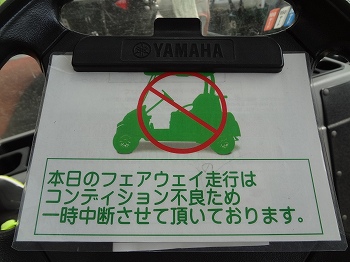 YAMAHA
本日のフェアウェイ走行は
コンディション不良ため
一時中断させて頂いております。